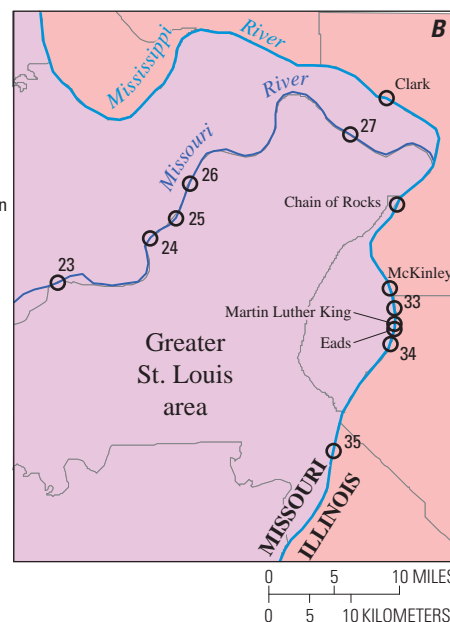 B
River
Mississippi
Clark
River
27
Missouri
26
Chain of Rocks
n
25
24
23
McKinley
33
Martin Luther King
Eads
34
Greater
St. Louis
area
35
MISSOURI
ILLINOIS
0 5 10 MILES
0 5 10 KILOMETERS